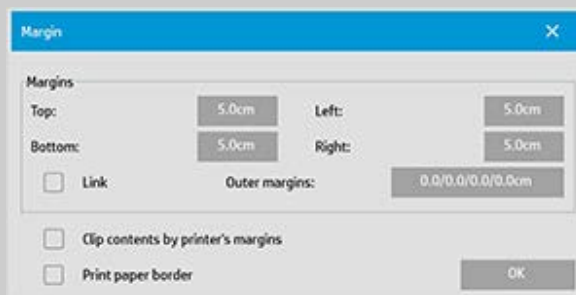 Margin
Margins
Top: 5.0cm Left: 5.0cm
Bottom: 5.0cm Right: 5.0cm
Link Outer margins: 0.0/0.0/0.0/0.0cm
Clip contents by printer's margins
Print paper border OK